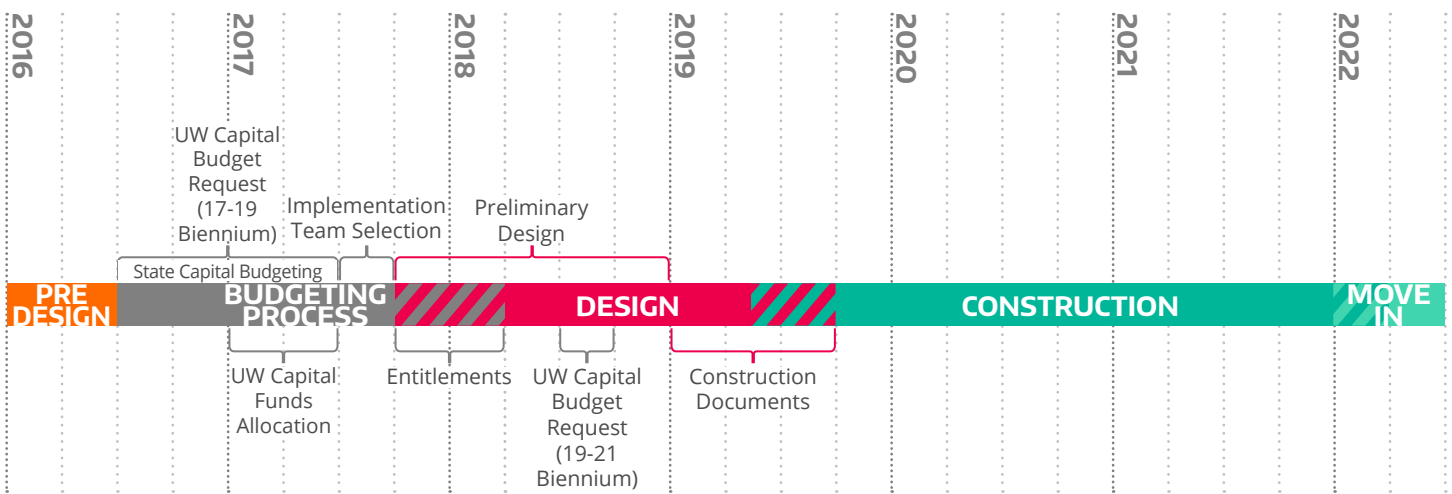 2016
2017
2018
2019
2020
2021
2022
UW Capital
Budget
Request
(17-19
Biennium)
Implementation
Team Selection
Preliminary
Design
State Capital Budgeting
PRE
DESIGN
BUDGETING
PROCESS
DESIGN
CONSTRUCTION
MOVE
IN
UW Capital
Funds
Allocation
Entitlements
UW Capital
Budget
Request
(19-21
Biennium)
Construction
Documents